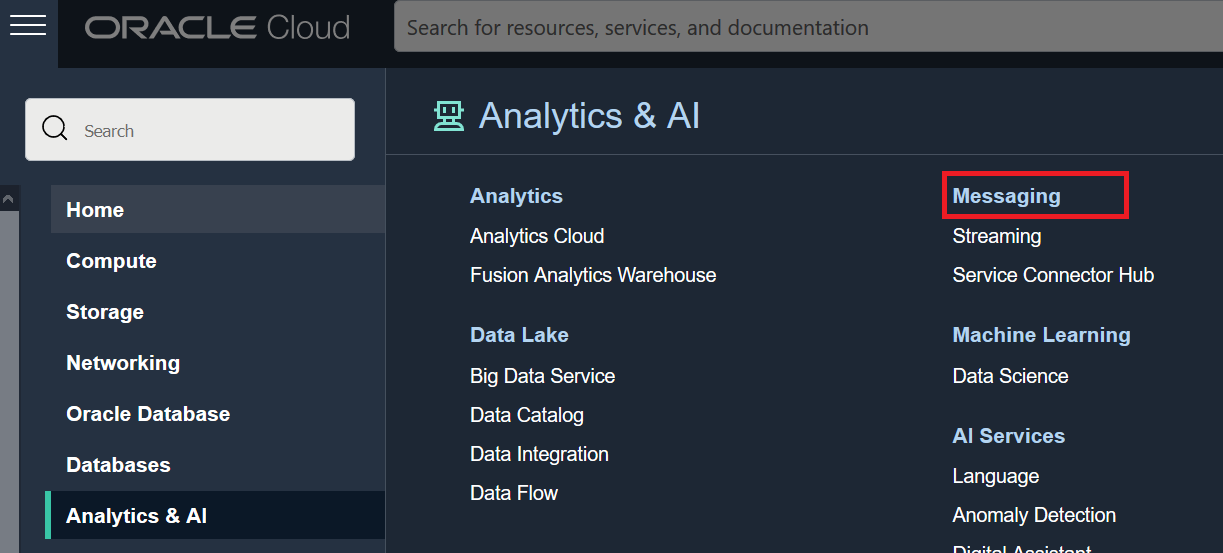 ORACLE Cloud
Search for resources, services, and documentation
Search
Home
Compute
Storage
Networking
Oracle Database
Databases
Analytics & AI
Analytics & AI
Analytics
Analytics Cloud
Fusion Analytics Warehouse
Data Lake
Big Data Service
Data Catalog
Data Integration
Data Flow
Messaging
Streaming
Service Connector Hub
Machine Learning
Data Science
AI Services
Language
Anomaly Detection
Digital Assistant